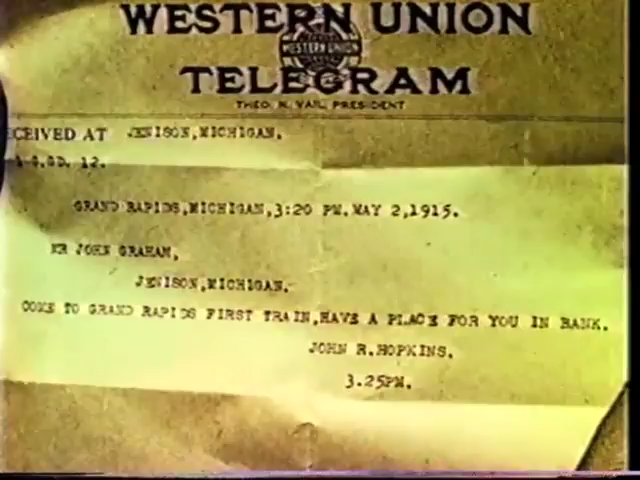 WESTERN UNION
WESTERN UNION
TELEGRAM
THEO. N. VAIL, PRESIDENT
CEIVED AT JENISON,MICHIGAN.
GD. 12.
GRAND RAPIDS,MICHIGAN,3:20 PM.MAY 2,1915.
MR JOHN GRAHAM,
JENISON,MICHIGAN.
COME TO GRAND RAPIDS FIRST TRAIN,HAVE A PLACE FOR YOU IN BANK.
JOHN R.HOPKINS.
3.25PM.